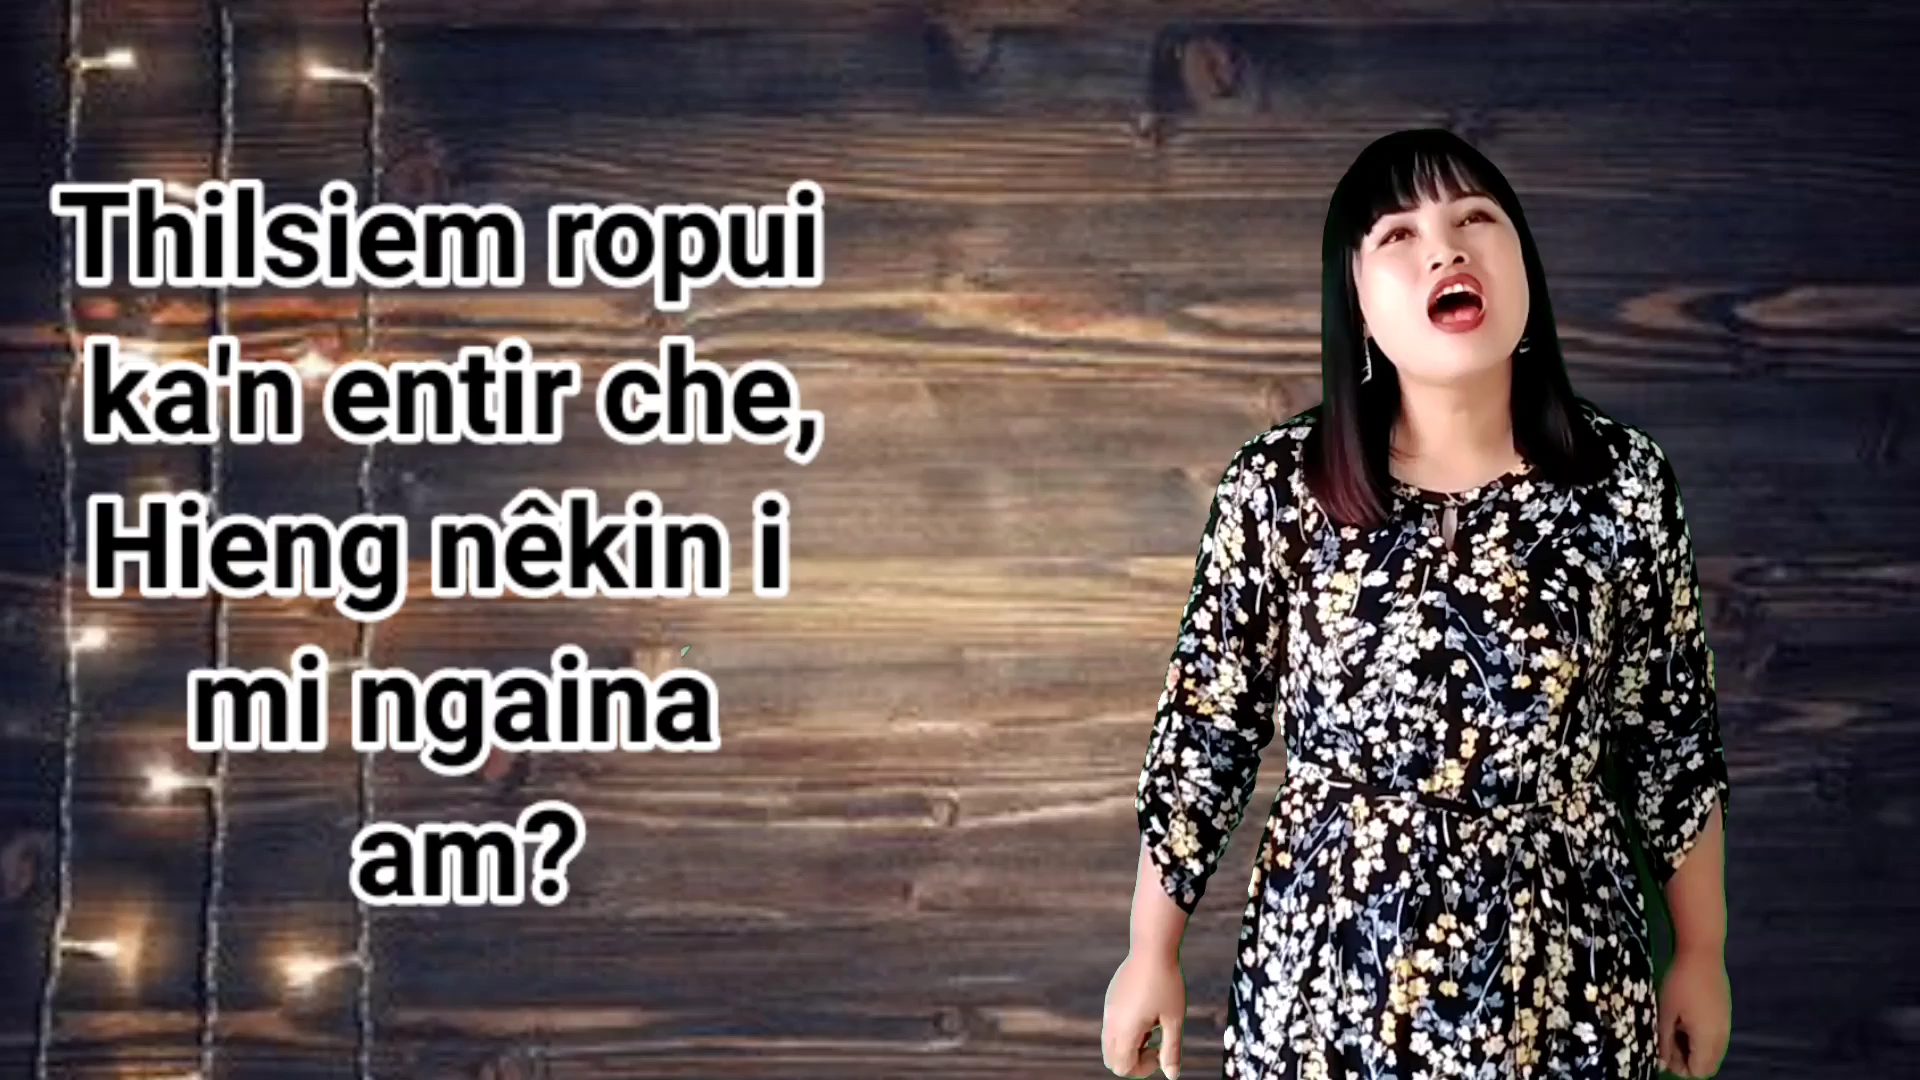 Thilsiem ropui
ka'n entir che,
Hieng nêkin i
mi ngaina
am?